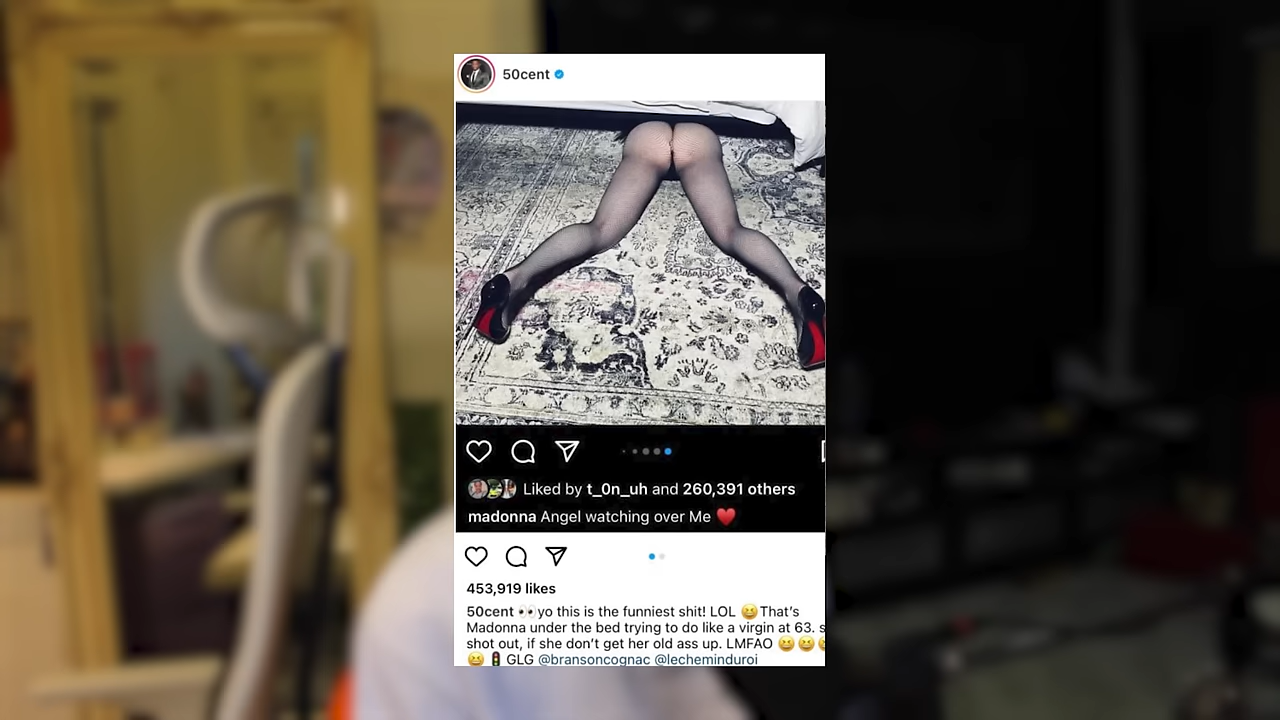 50cent
Liked by t_0n_uh and 260,391 others
madonna Angel watching over Me ❤️
453,919 likes
50cent 👀yo this is the funniest shit! LOL 😆That's
Madonna under the bed trying to do like a virgin at 63. s
shot out, if she don't get her old ass up. LMFAO 😆😆😆
😆🚦GLG @bransoncognac @lecheminduroi